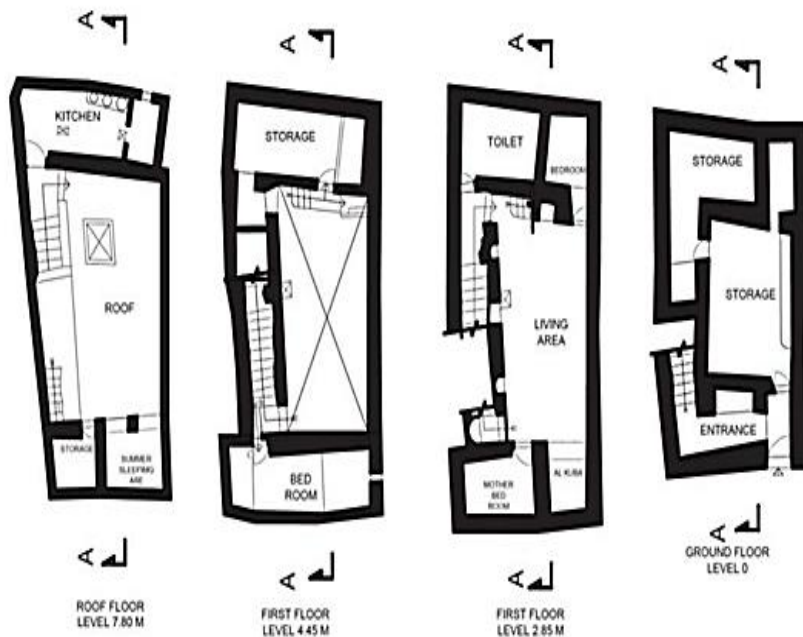 A
KITCHEN
ROOF
STORAGE
SUMMER
SLEEPING
ARE
A
ROOF FLOOR
LEVEL 7.80 M
A
STORAGE
BED
ROOM
A
FIRST FLOOR
LEVEL 4.45 M
A
TOILET
BEDROOM
LIVING
AREA
MOTHER
BED
ROOM
AL KUBA
A
FIRST FLOOR
LEVEL 2.85 M
A
STORAGE
STORAGE
ENTRANCE
A
GROUND FLOOR
LEVEL 0